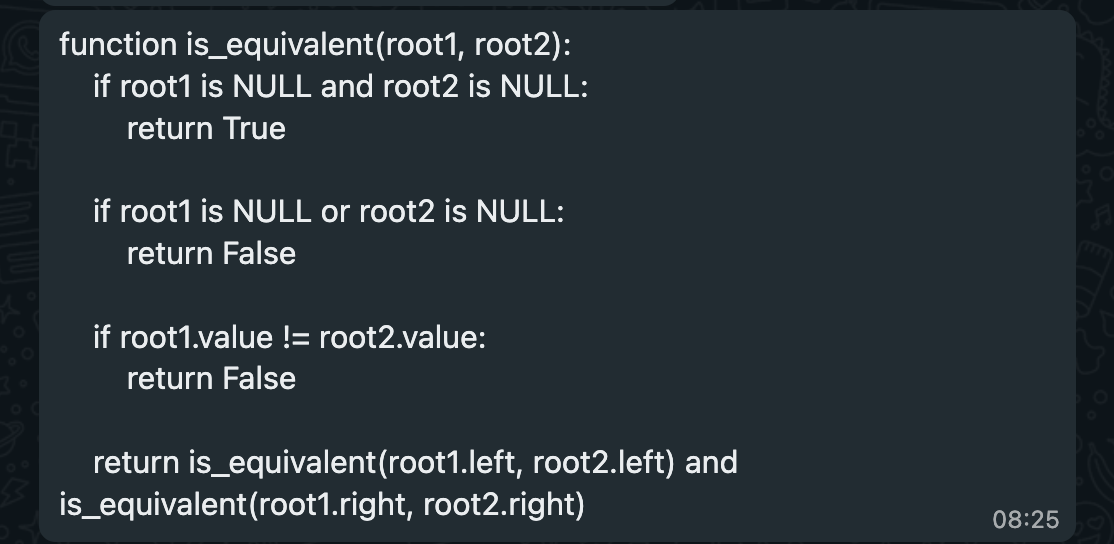 function is_equivalent(root1, root2):
if root1 is NULL and root2 is NULL:
return True
if root1 is NULL or root2 is NULL:
return False
if root1.value != root2.value:
return False
return is_equivalent(root1.left, root2.left) and
is_equivalent(root1.right, root2.right)
08:25